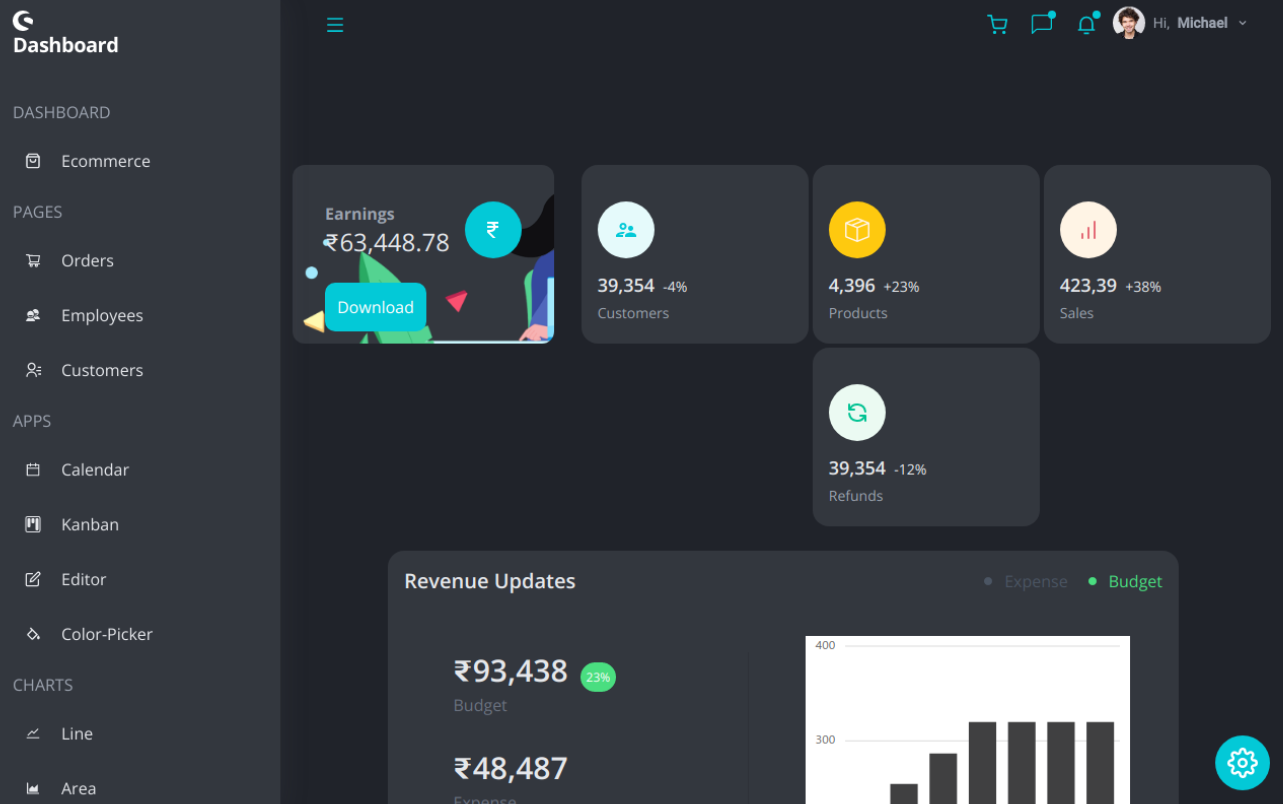 Dashboard
Hi, Michael
DASHBOARD
Ecommerce
PAGES
Orders
Employees
Customers
APPS
Calendar
Kanban
Editor
Color-Picker
CHARTS
Line
Area
Earnings
₹63,448.78
₹
Download
39,354 -4%
Customers
4,396 +23%
Products
423,39 +38%
Sales
39,354 -12%
Refunds
Revenue Updates
Expense
Budget
₹93,438 23%
Budget
₹48,487
Expense
400
300